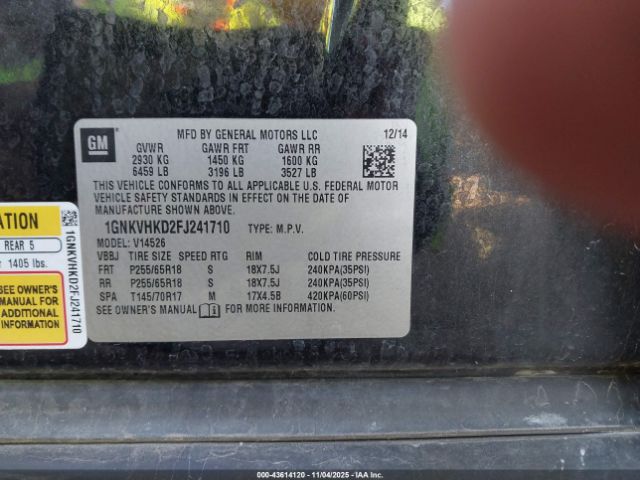 GM
MFD BY GENERAL MOTORS LLC 12/14
GVWR GAWR FRT GAWR RR
2930 KG 1450 KG 1600 KG
6459 LB 3196 LB 3527 LB
THIS VEHICLE CONFORMS TO ALL APPLICABLE U.S. FEDERAL MOTOR
VEHICLE SAFETY STANDARDS IN EFFECT ON THE DATE OF
MANUFACTURE SHOWN ABOVE.
1GNKVHKD2FJ241710 TYPE: M.P.V.
MODEL: V14526
VBBJ TIRE SIZE SPEED RTG RIM COLD TIRE PRESSURE
FRT P255/65R18 S 18X7.5J 240KPA(35PSI)
RR P255/65R18 S 18X7.5J 240KPA(35PSI)
SPA T145/70R17 M 17X4.5B 420KPA(60PSI)
SEE OWNER'S MANUAL FOR MORE INFORMATION.
ATION
REAR 5
r 1405 lbs.
SEE OWNER'S
MANUAL FOR
ADDITIONAL
INFORMATION
1GNKVHKD2FJ241710
000-43614120 - 11/04/2025 - IAAI.COM